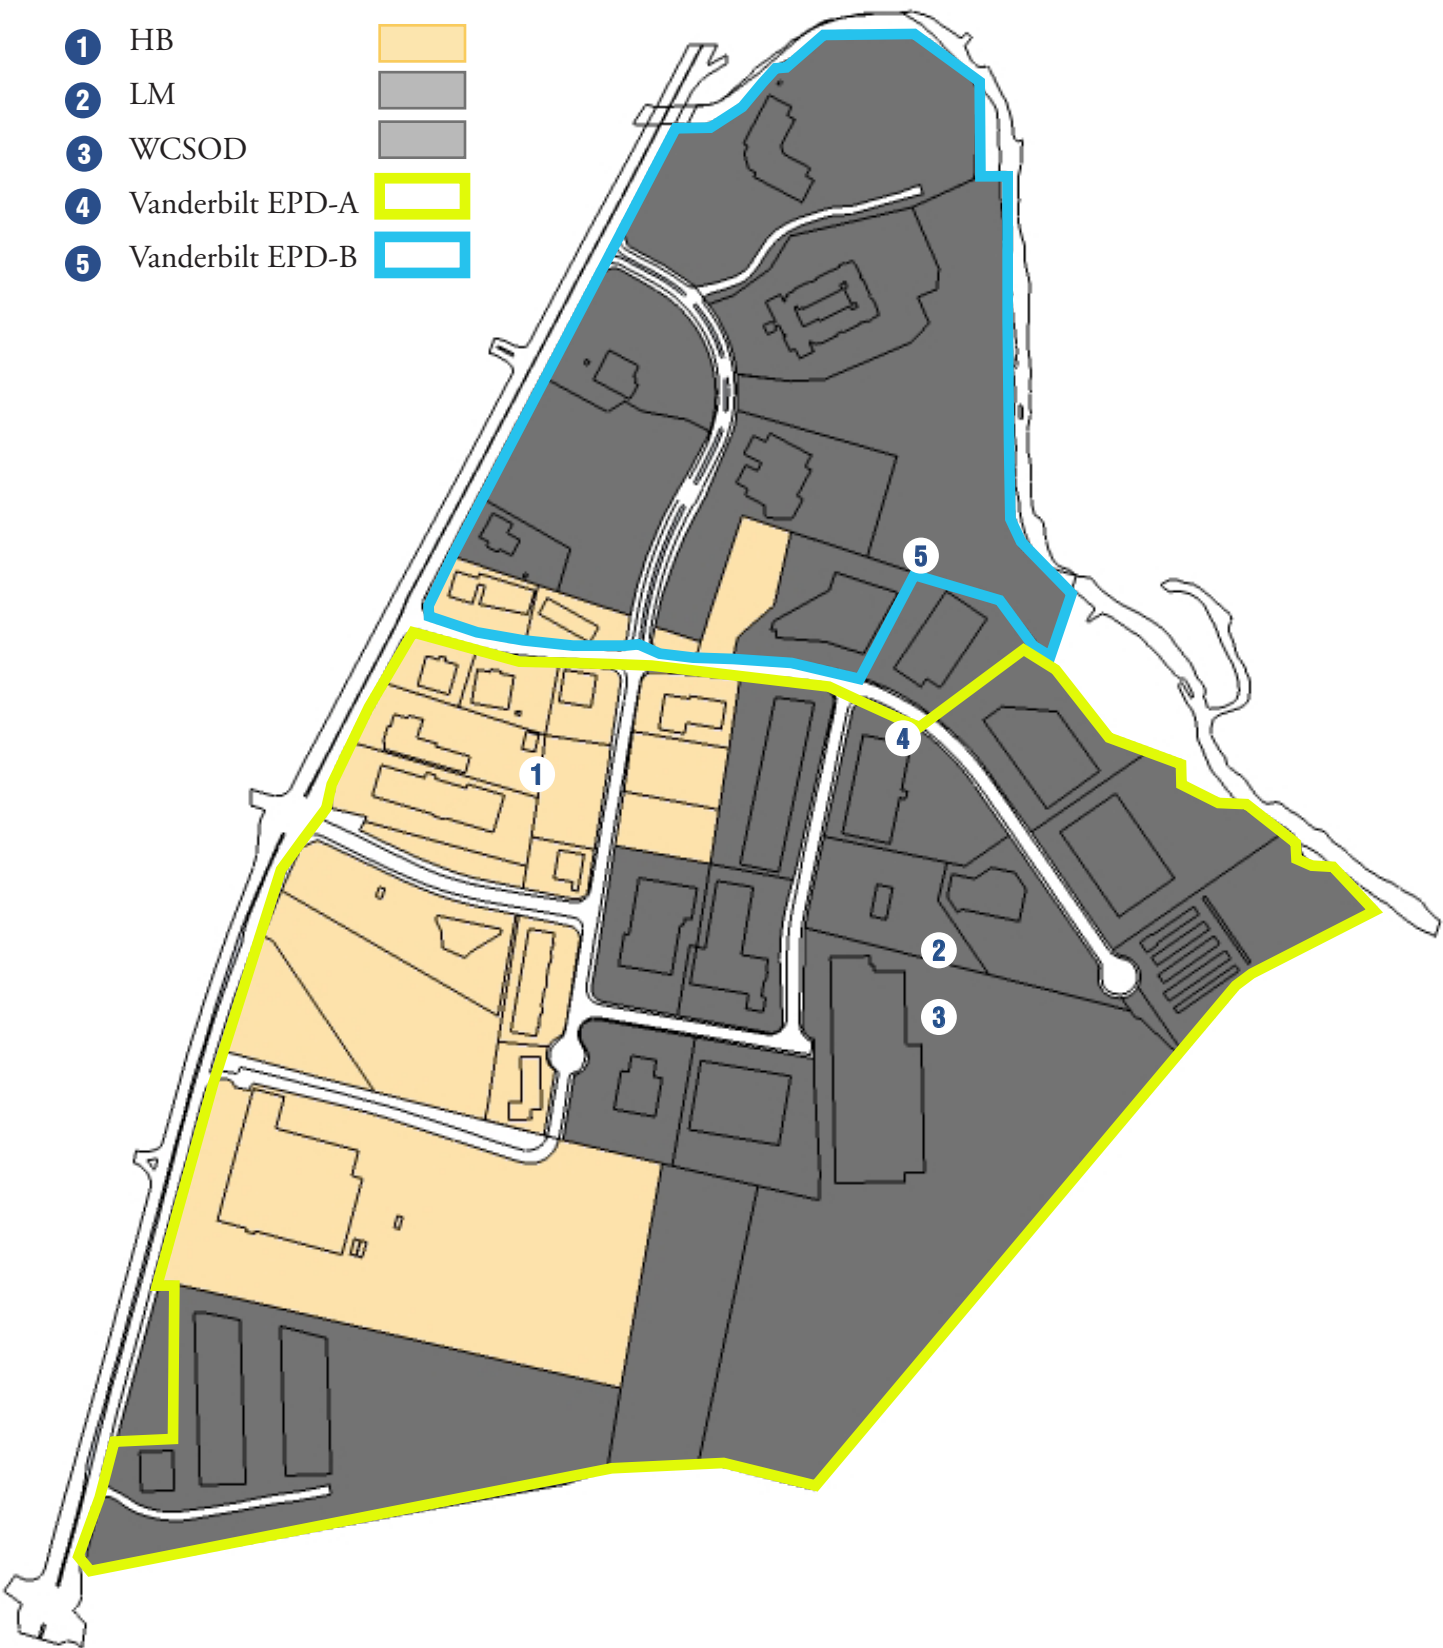 1 HB
2 LM
3 WCSOD
4 Vanderbilt EPD-A
5 Vanderbilt EPD-B
5
4
1
2
3